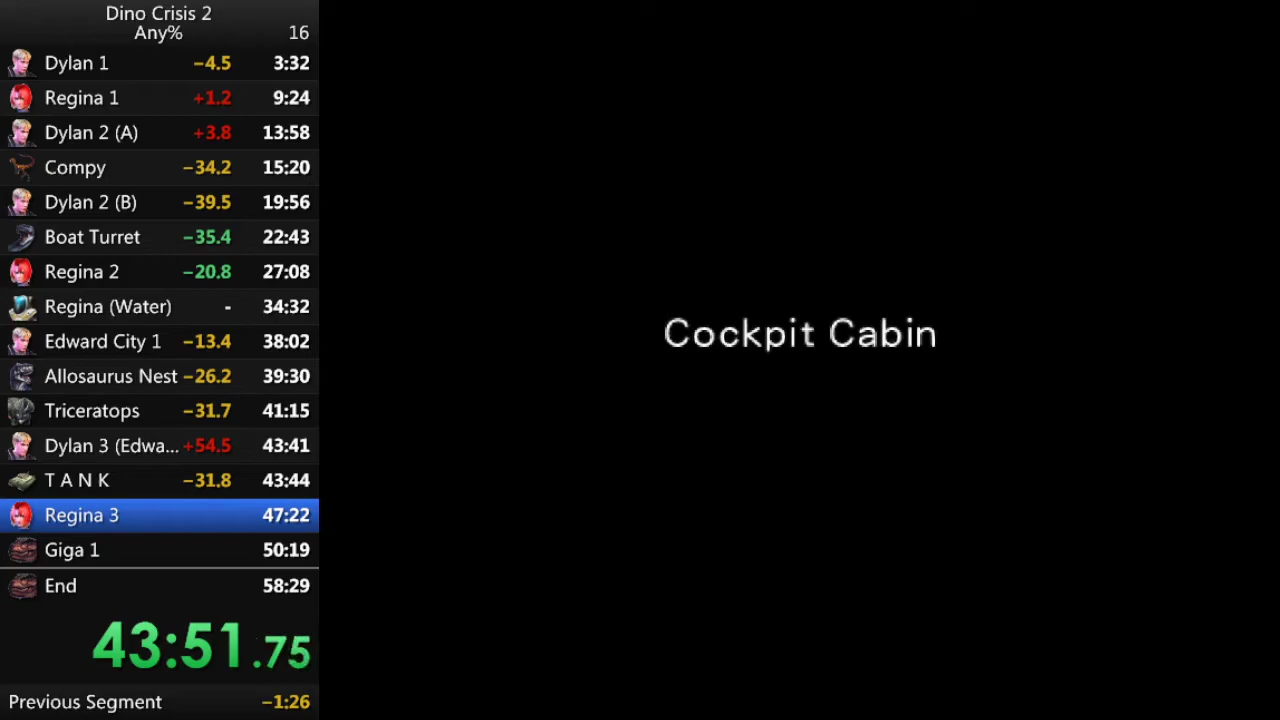 Dino Crisis 2
Any% 16
Dylan 1 −4.5 3:32
Regina 1 +1.2 9:24
Dylan 2 (A) +3.8 13:58
Compy −34.2 15:20
Dylan 2 (B) −39.5 19:56
Boat Turret −35.4 22:43
Regina 2 −20.8 27:08
Regina (Water) - 34:32
Edward City 1 −13.4 38:02
Allosaurus Nest −26.2 39:30
Triceratops −31.7 41:15
Dylan 3 (Edwa... +54.5 43:41
T A N K −31.8 43:44
Regina 3 47:22
Giga 1 50:19
End 58:29
43:51.75
Previous Segment −1:26
Cockpit Cabin